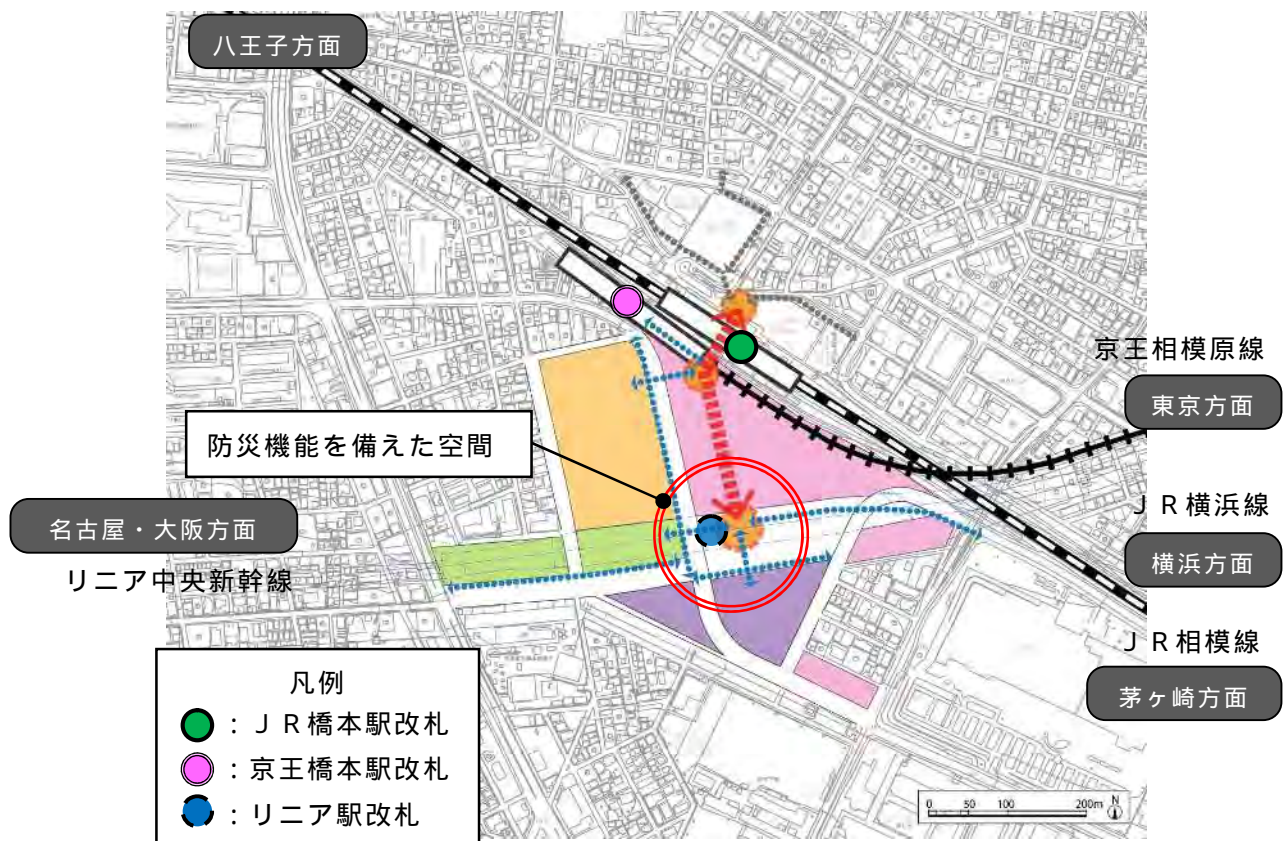 八王子方面
京王相模原線
東京方面
防災機能を備えた空間
名古屋・大阪方面
リニア中央新幹線
ＪＲ横浜線
横浜方面
ＪＲ相模線
茅ヶ崎方面
凡例
：ＪＲ橋本駅改札
：京王橋本駅改札
：リニア駅改札
0 50 100 200m N